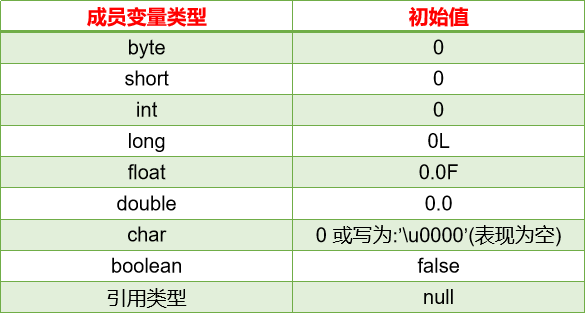 成员变量类型 初始值
byte 0
short 0
int 0
long 0L
float 0.0F
double 0.0
char 0 或写为:’\u0000’(表现为空)
boolean false
引用类型 null